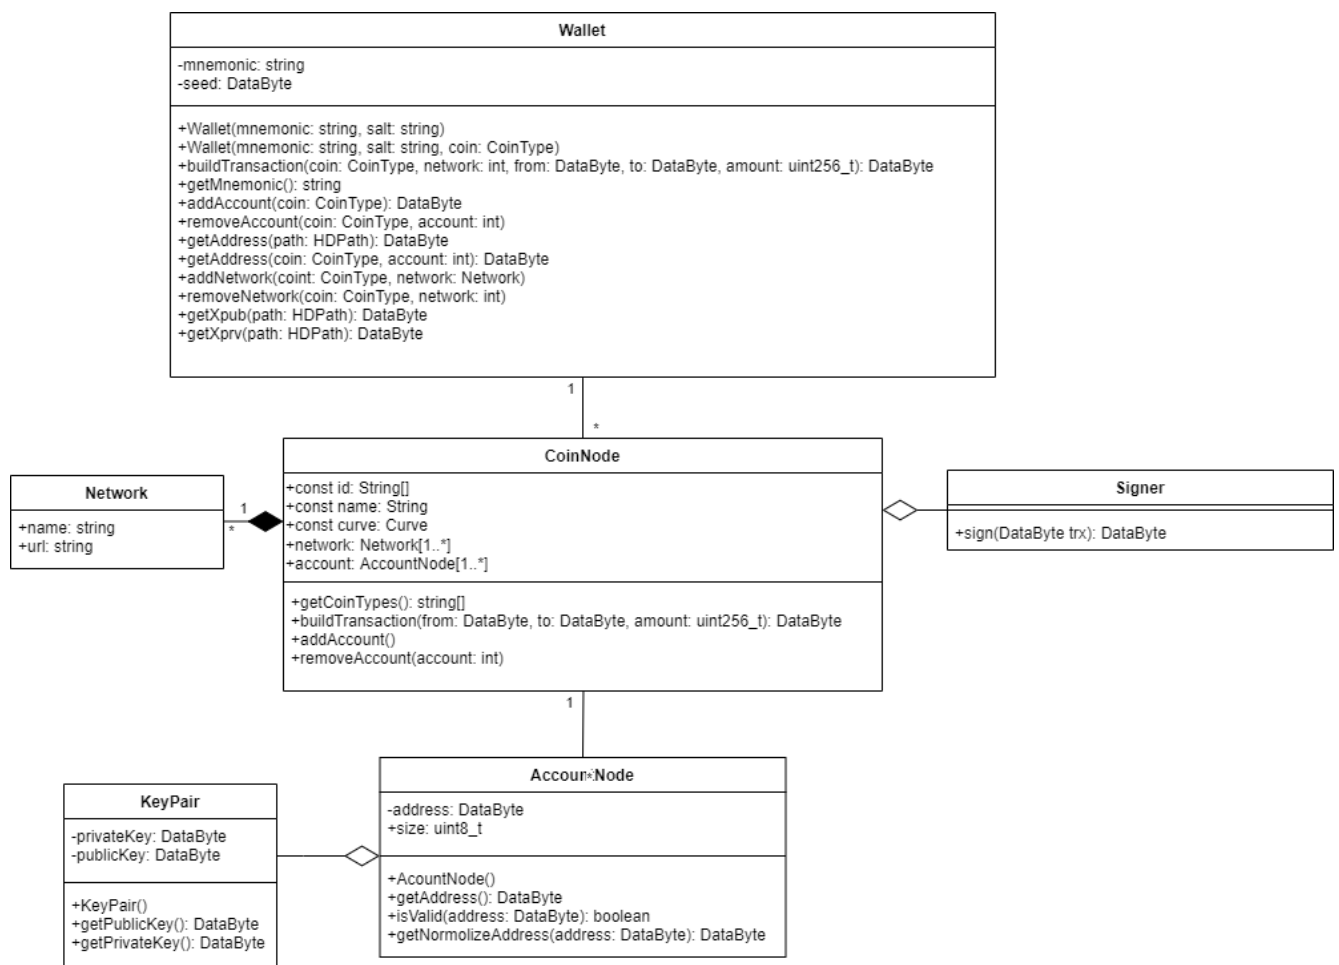 Wallet
-mnemonic: string
-seed: DataByte
+Wallet(mnemonic: string, salt: string)
+Wallet(mnemonic: string, salt: string, coin: CoinType)
+buildTransaction(coin: CoinType, network: int, from: DataByte, to: DataByte, amount: uint256_t): DataByte
+getMnemonic(): string
+addAccount(coin: CoinType): DataByte
+removeAccount(coin: CoinType, account: int)
+getAddress(path: HDPath): DataByte
+getAddress(coin: CoinType, account: int): DataByte
+addNetwork(coint: CoinType, network: Network)
+removeNetwork(coin: CoinType, network: int)
+getXpub(path: HDPath): DataByte
+getXprv(path: HDPath): DataByte
1
*
CoinNode
+const id: String[]
+const name: String
+const curve: Curve
+network: Network[1..*]
+account: AccountNode[1..*]
+getCoinTypes(): string[]
+buildTransaction(from: DataByte, to: DataByte, amount: uint256_t): DataByte
+addAccount()
+removeAccount(account: int)
Network
+name: string
+url: string
1
*
Signer
+sign(DataByte trx): DataByte
1
*
AccountNode
-address: DataByte
+size: uint8_t
+AcountNode()
+getAddress(): DataByte
+isValid(address: DataByte): boolean
+getNormolizeAddress(address: DataByte): DataByte
KeyPair
-privateKey: DataByte
-publicKey: DataByte
+KeyPair()
+getPublicKey(): DataByte
+getPrivateKey(): DataByte